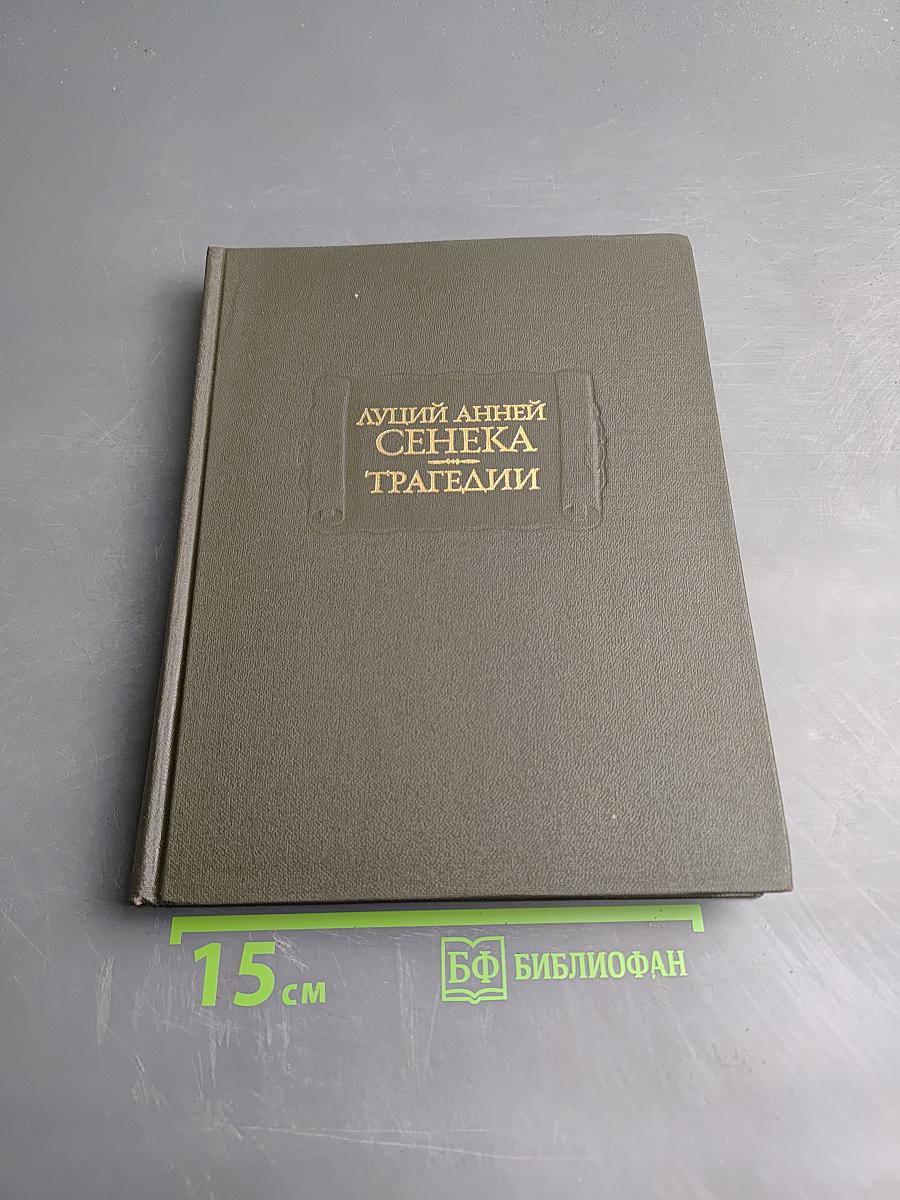 ЛУЦИЙ АННЕЙ
СЕНЕКА
ТРАГЕДИИ
15 см
БФ БИБЛИОФАН